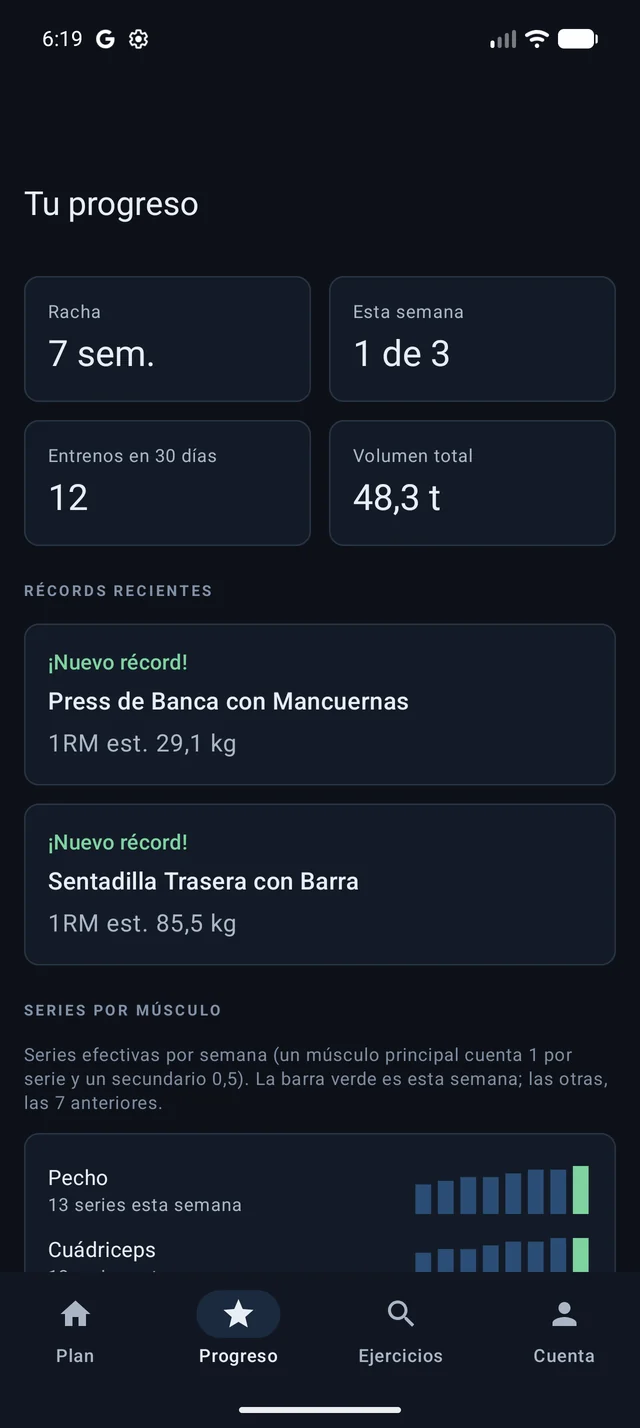 6:19
Tu progreso
Racha
7 sem.
Esta semana
1 de 3
Entrenos en 30 días
12
Volumen total
48,3 t
RÉCORDS RECIENTES
¡Nuevo récord!
Press de Banca con Mancuernas
1RM est. 29,1 kg
¡Nuevo récord!
Sentadilla Trasera con Barra
1RM est. 85,5 kg
SERIES POR MÚSCULO
Series efectivas por semana (un músculo principal cuenta 1 por
serie y un secundario 0,5). La barra verde es esta semana; las otras,
las 7 anteriores.
Pecho
13 series esta semana
Cuádriceps
Plan
Progreso
Ejercicios
Cuenta